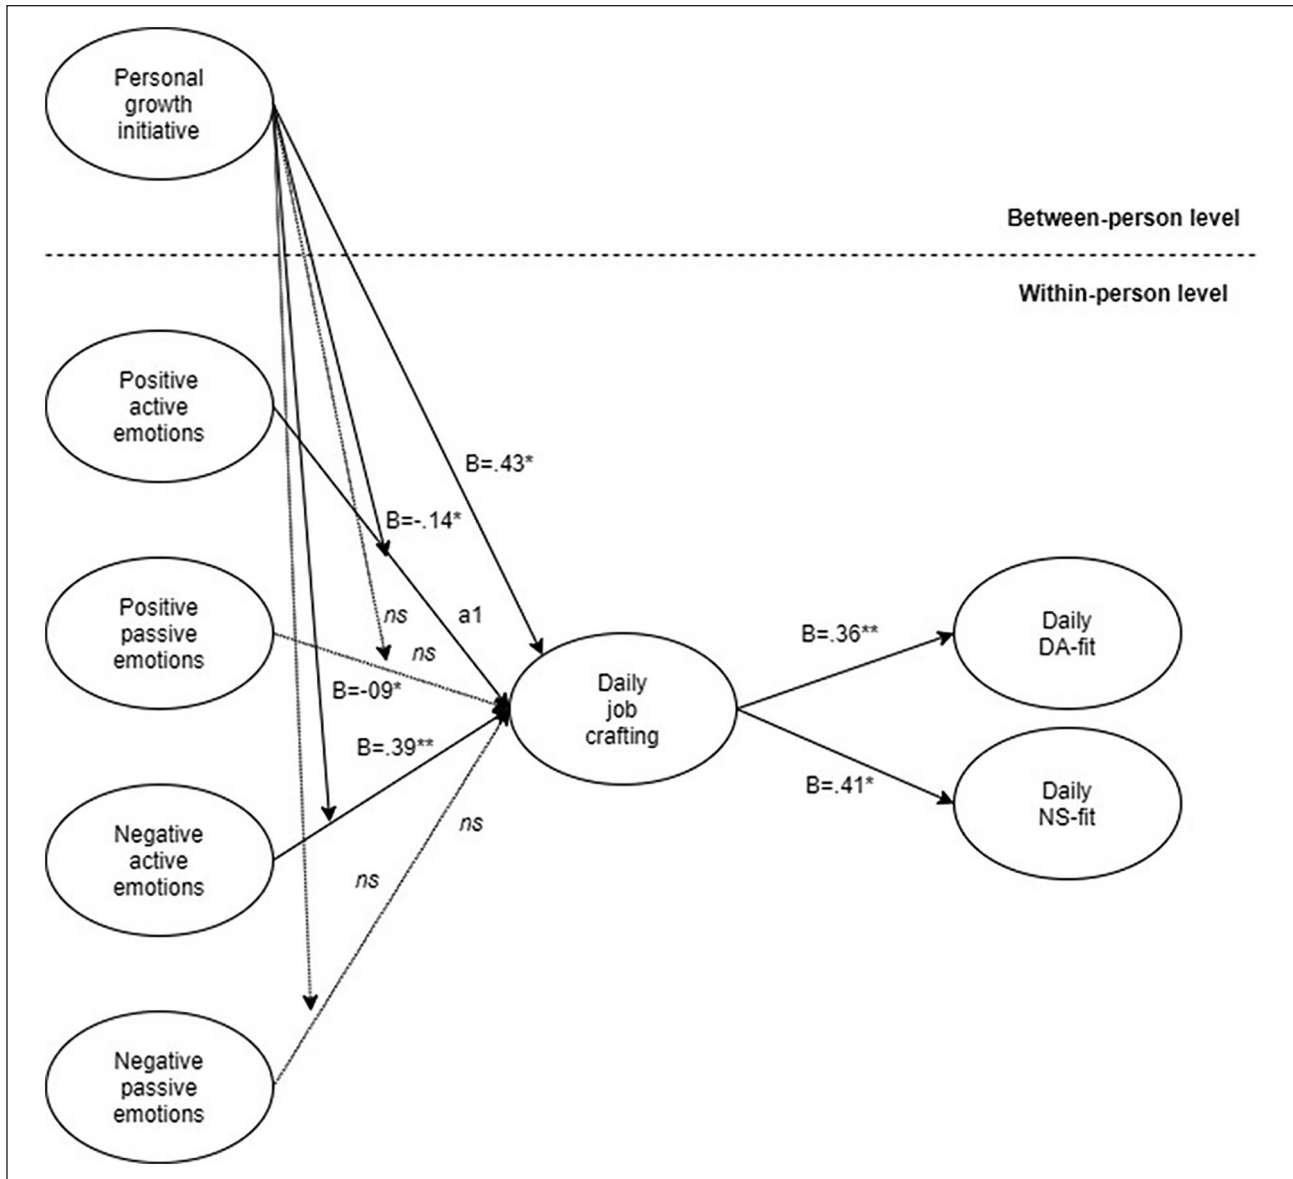 Personal
growth
initiative
Between-person level
Within-person level
Positive
active
emotions
B=.43*
B=-.14*
Positive
passive
emotions
ns
a1
ns
B=-09*
B=.39**
Daily
job
crafting
B=.36**
Daily
DA-fit
B=.41*
Daily
NS-fit
Negative
active
emotions
ns
ns
Negative
passive
emotions